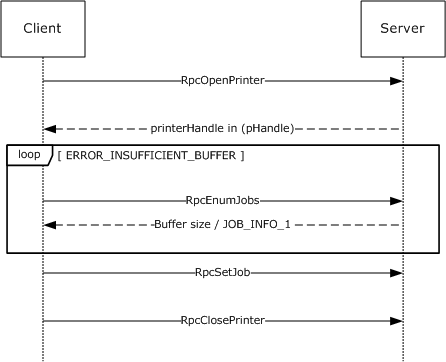 Client
Server
RpcOpenPrinter
printerHandle in (pHandle)
loop
[ ERROR_INSUFFICIENT_BUFFER ]
RpcEnumJobs
Buffer size / JOB_INFO_1
RpcSetJob
RpcClosePrinter